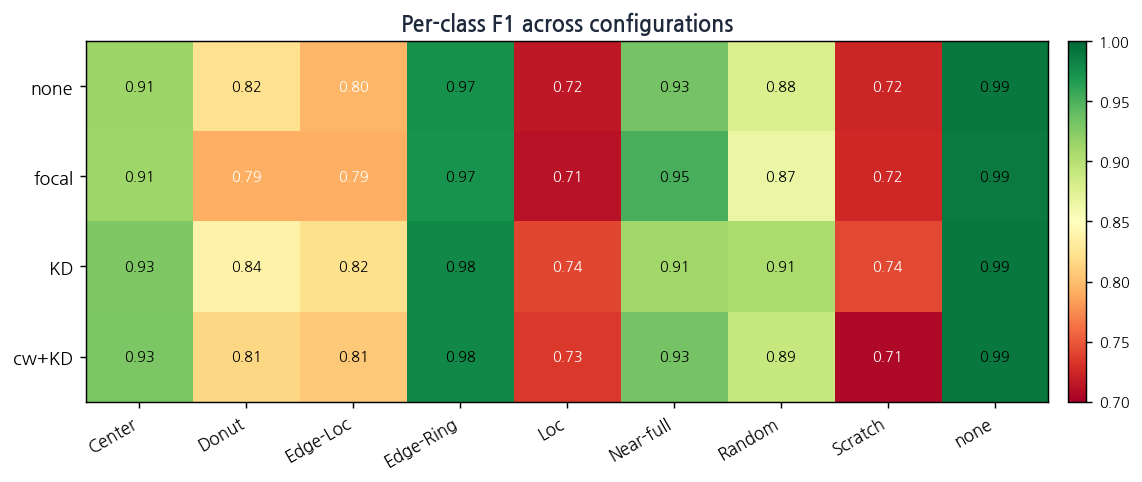 Per-class F1 across configurations
none 0.91 0.82 0.80 0.97 0.72 0.93 0.88 0.72 0.99
focal 0.91 0.79 0.79 0.97 0.71 0.95 0.87 0.72 0.99
KD 0.93 0.84 0.82 0.98 0.74 0.91 0.91 0.74 0.99
cw+KD 0.93 0.81 0.81 0.98 0.73 0.93 0.89 0.71 0.99
Center Donut Edge-Loc Edge-Ring Loc Near-full Random Scratch none
1.00
0.95
0.90
0.85
0.80
0.75
0.70